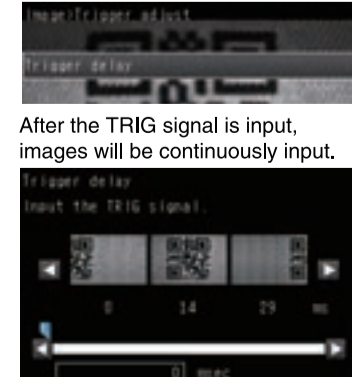 Image/Trigger adjust
Trigger delay
After the TRIG signal is input,
images will be continuously input.
Trigger delay
Input the TRIG signal.
0 14 29 ms
0 msec